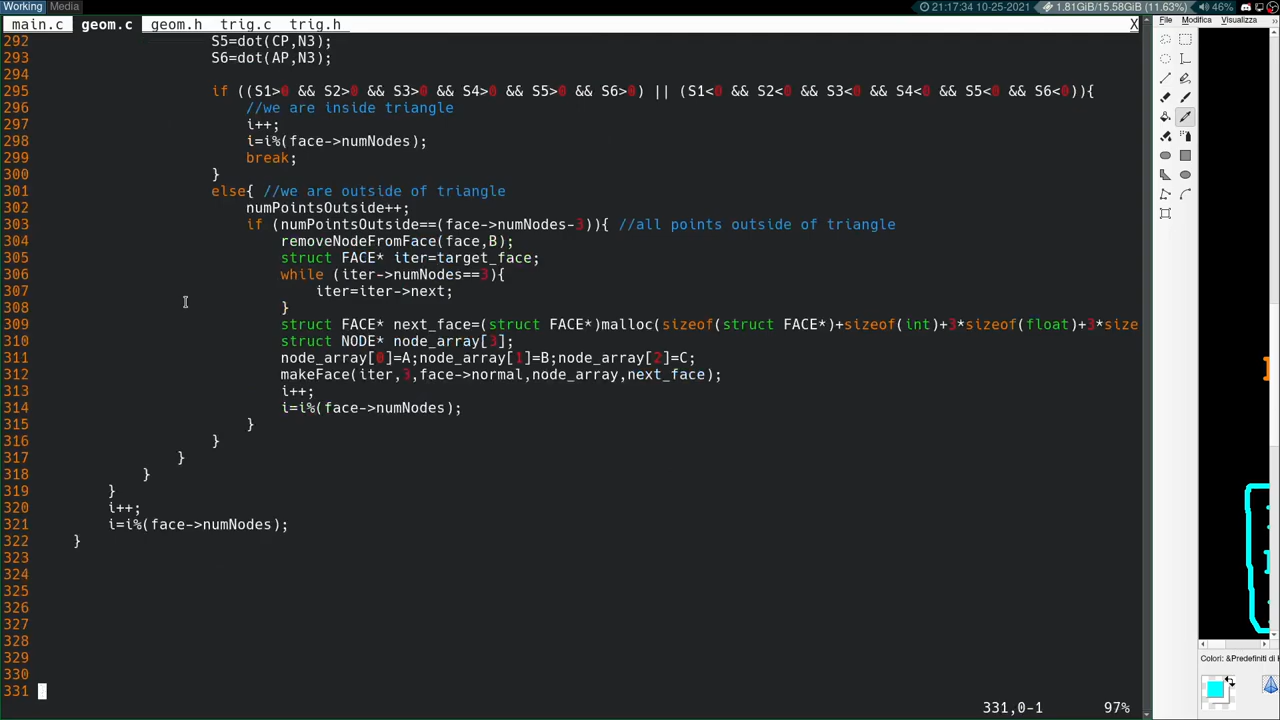 Working Media
21:17:34 10-25-2021 1.81GiB/15.58GiB (11.63%) 46%
main.c geom.c geom.h trig.c trig.h X
File Modifica Visualizza
292 S5=dot(CP,N3);
293 S6=dot(AP,N3);
294
295 if ((S1>0 && S2>0 && S3>0 && S4>0 && S5>0 && S6>0) || (S1<0 && S2<0 && S3<0 && S4<0 && S5<0 && S6<0)){
296 //we are inside triangle
297 i++;
298 i=i%(face->numNodes);
299 break;
300 }
301 else{ //we are outside of triangle
302 numPointsOutside++;
303 if (numPointsOutside==(face->numNodes-3)){ //all points outside of triangle
304 removeNodeFromFace(face,B);
305 struct FACE* iter=target_face;
306 while (iter->numNodes==3){
307 iter=iter->next;
308 }
309 struct FACE* next_face=(struct FACE*)malloc(sizeof(struct FACE*)+sizeof(int)+3*sizeof(float)+3*size
310 struct NODE* node_array[3];
311 node_array[0]=A;node_array[1]=B;node_array[2]=C;
312 makeFace(iter,3,face->normal,node_array,next_face);
313 i++;
314 i=i%(face->numNodes);
315 }
316 }
317 }
318 }
319 }
320 i++;
321 i=i%(face->numNodes);
322 }
323
324
325
326
327
328
329
330
331
331,0-1 97%
Colori: &Predefiniti di